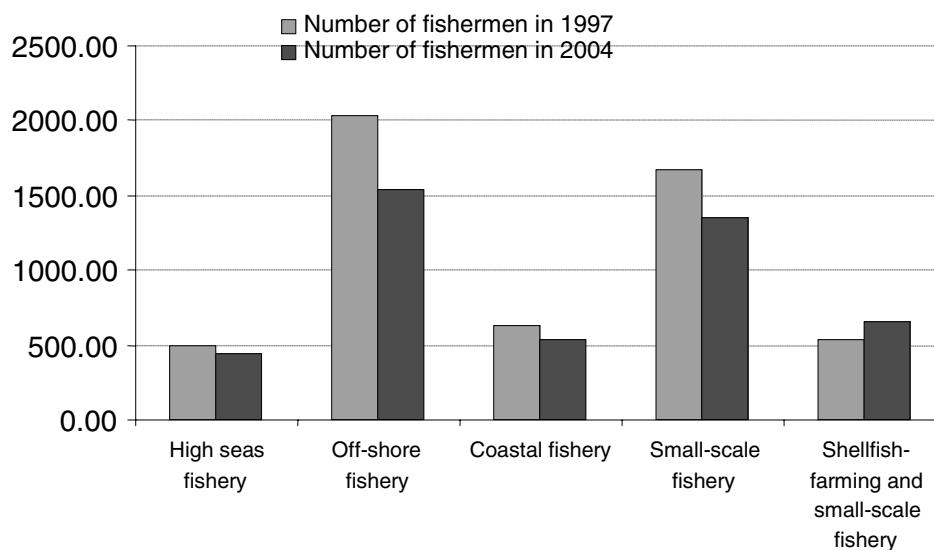 Number of fishermen in 1997
Number of fishermen in 2004
2500.00
2000.00
1500.00
1000.00
500.00
0.00
High seas
fishery
Off-shore
fishery
Coastal fishery
Small-scale
fishery
Shellfish-
farming and
small-scale
fishery